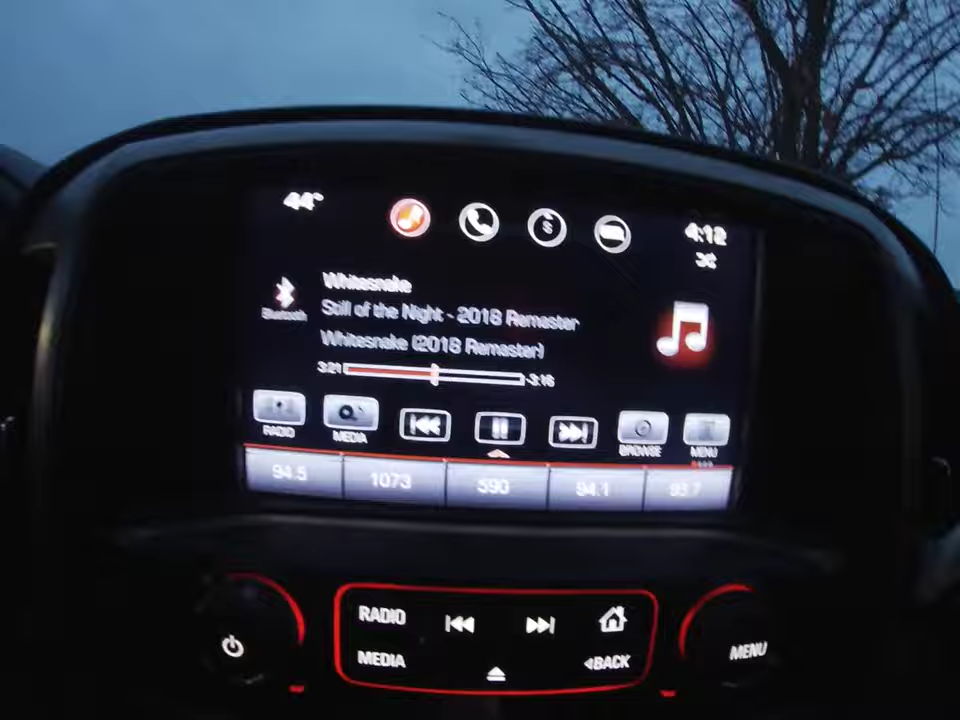 44°
4:12
Whitesnake
Bluetooth
Still of the Night - 2018 Remaster
Whitesnake (2018 Remaster)
3:21 -3:16
RADIO MEDIA BROWSE MENU
94.5 1073 590 94.1 93.7
RADIO
MEDIA
BACK
MENU